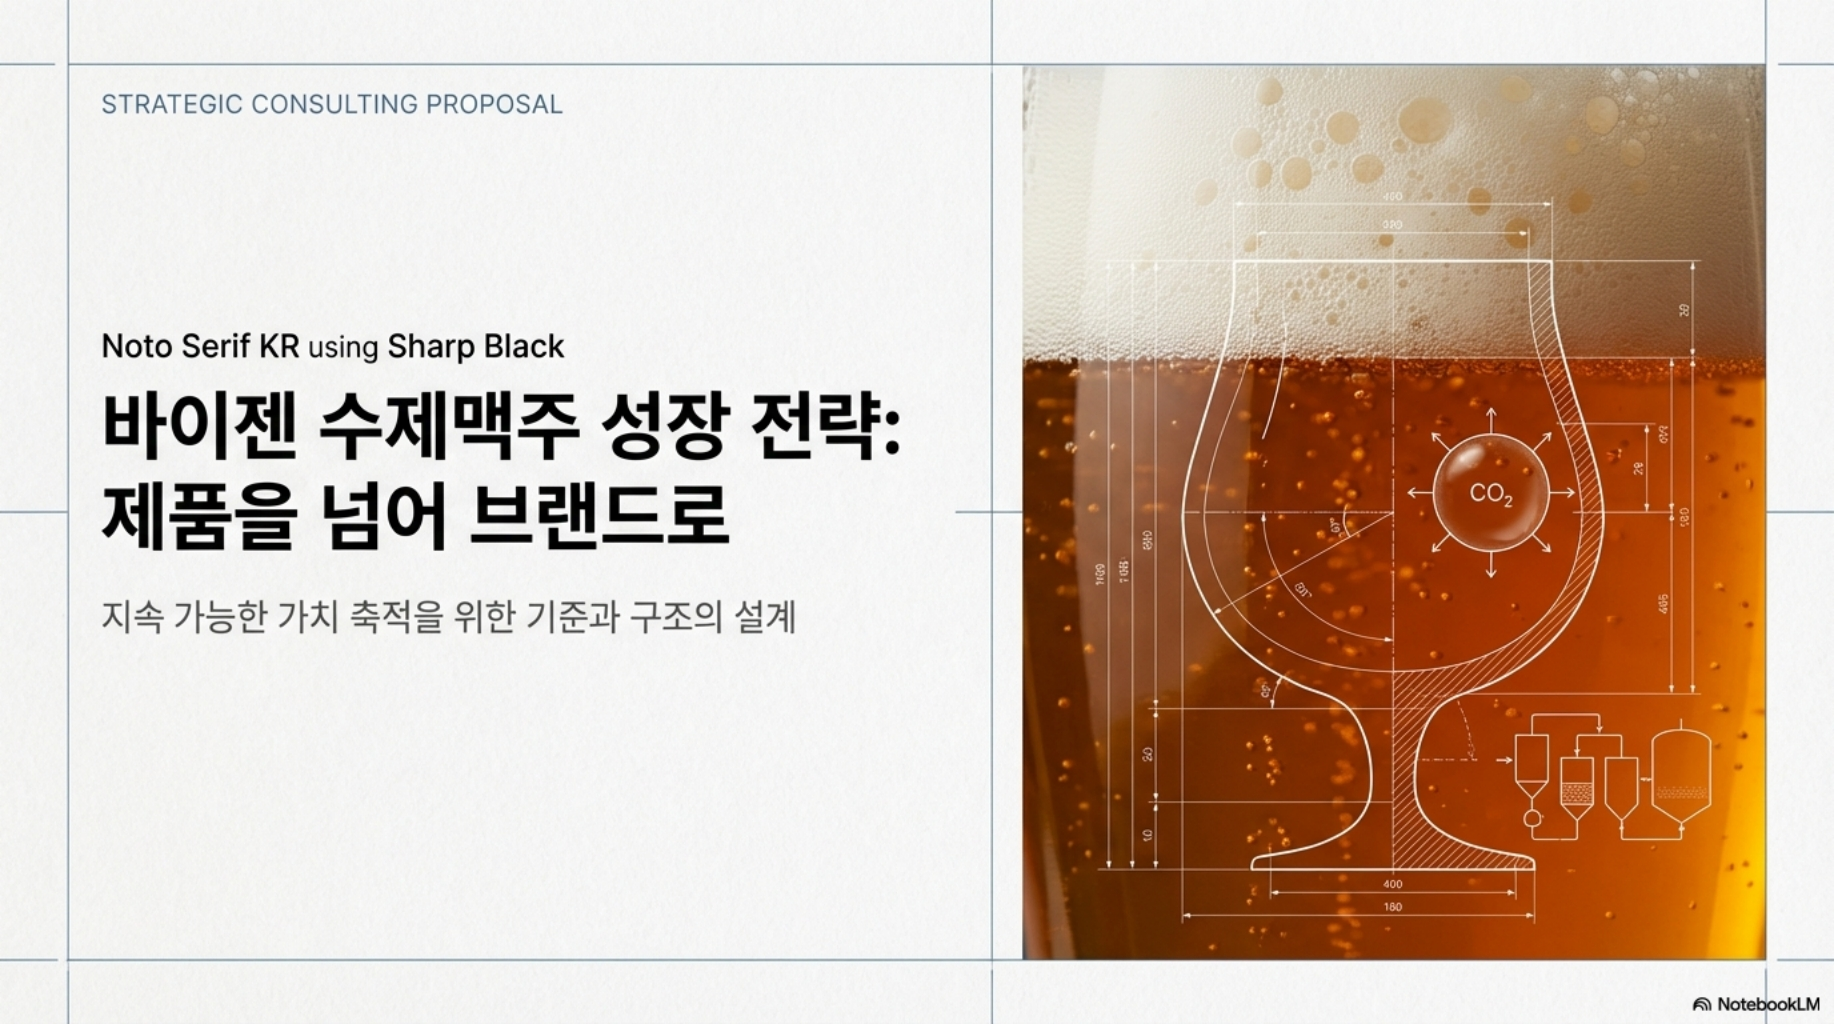 STRATEGIC CONSULTING PROPOSAL
Noto Serif KR using Sharp Black
바이젠 수제맥주 성장 전략:
제품을 넘어 브랜드로
지속 가능한 가치 축적을 위한 기준과 구조의 설계
CO₂
20
10
400
180
NotebookLM